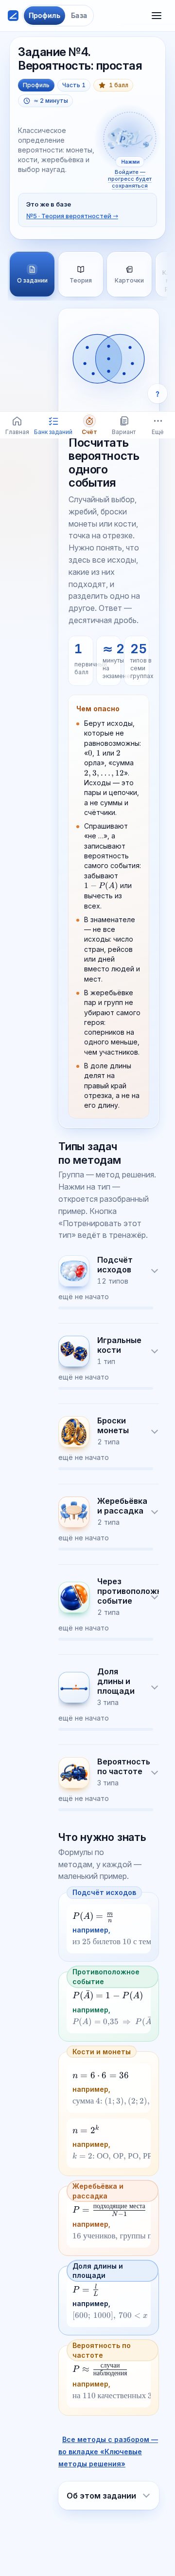 Профиль База
Задание №4.
Вероятность: простая
Профиль Часть 1 1 балл
≈ 2 минуты
Классическое
определение
вероятности: монеты,
кости, жеребьёвка и
выбор наугад.
Нажми
Войдите —
прогресс будет
сохраняться
Это же в базе
№5 · Теория вероятностей →
О задании
Теория
Карточки
?
Главная Банк заданий Счёт Вариант Ещё
Посчитать
вероятность
одного
события
Случайный выбор,
жребий, броски
монеты или кости,
точка на отрезке.
Нужно понять, что
здесь все исходы,
какие из них
подходят, и
разделить одно на
другое. Ответ —
десятичная дробь.
1 ≈ 2 25
балл
минуты
на
типов в
семи
группах
Чем опасно
Берут исходы,
которые не
равновозможны:
«0, 1 или 2
орла», «сумма
2, 3, . . . , 12».
Исходы — это
пары и цепочки,
а не суммы и
счётчики.
Спрашивают
«не …», а
записывают
вероятность
самого события:
забывают
1 − P(A) или
вычесть из
всех.
В знаменателе
— не все
исходы: число
стран, рейсов
или дней
вместо людей и
мест.
В жеребьёвке
пар и групп не
убирают самого
героя:
соперников на
одного меньше,
чем участников.
В доле длины
делят на
правый край
отрезка, а не на
его длину.
Типы задач
по методам
Группа — метод решения.
Нажми на тип —
откроется разобранный
пример. Кнопка
«Потренировать этот
тип» ведёт в тренажёр.
Подсчёт
исходов
12 типов
ещё не начато
Игральные
кости
1 тип
ещё не начато
Броски
монеты
2 типа
ещё не начато
Жеребьёвка
и рассадка
2 типа
ещё не начато
Через
событие
2 типа
ещё не начато
Доля
длины и
площади
3 типа
ещё не начато
Вероятность
по частоте
3 типа
ещё не начато
Что нужно знать
Формулы по
методам, у каждой —
маленький пример.
Подсчёт исходов
P(A) = m/n
например,
из 25 билетов 10 с тем
Противоположное
событие
P(Ā) = 1 − P(A)
например,
P(A) = 0,35 ⇒ P(Ā
Кости и монеты
n = 6 · 6 = 36
например,
сумма 4: (1; 3), (2; 2),
n = 2^k
например,
k = 2: ОО, ОР, РО, РР
Жеребьёвка и
рассадка
P = подходящие места/N−1
например,
16 учеников, группы п
Доля длины и
площади
P = l/L
например,
[600; 1000], 700 < x
Вероятность по
частоте
P ≈ случаи/наблюдения
например,
на 110 качественных
Все методы с разбором —
во вкладке «Ключевые
методы решения»
Об этом задании